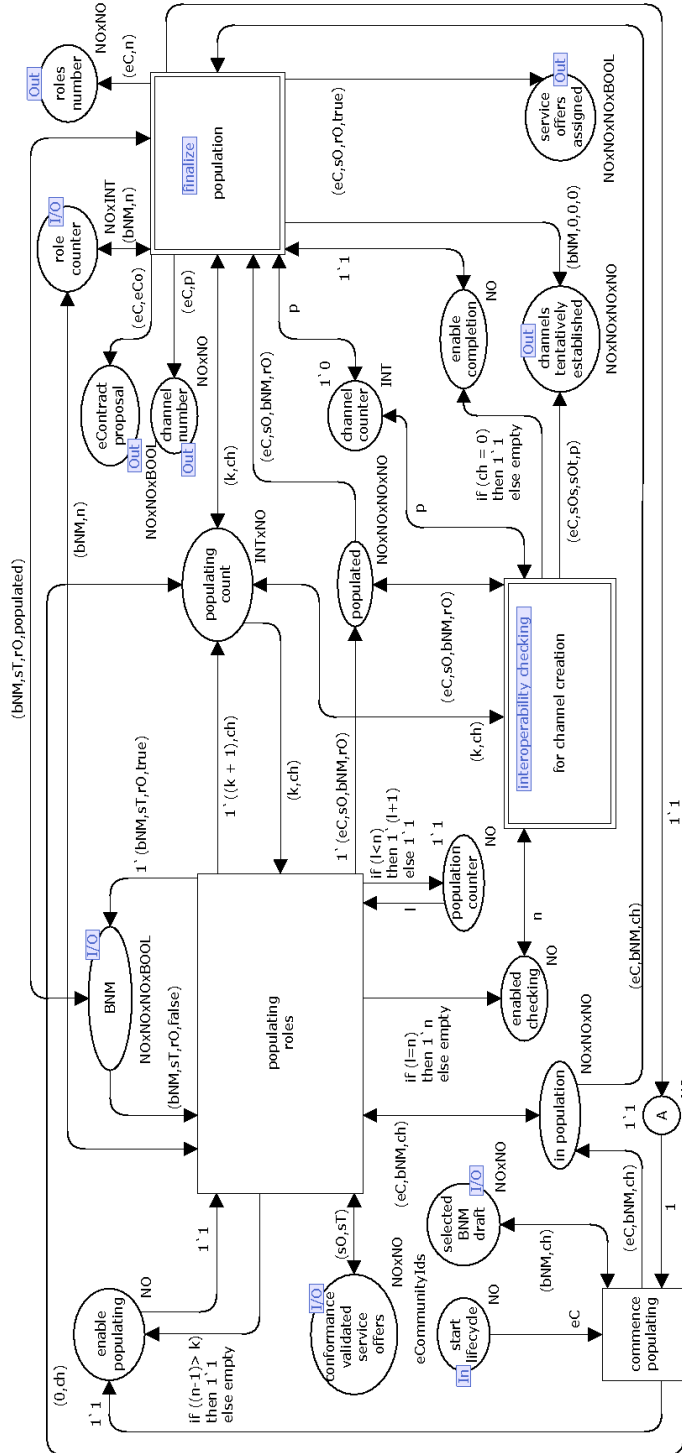 (0,ch)
(bNM,sT,rO,populated)
1`1
enable
populating
NO
BNM
I/O
NOxNOxNOxBOOL
(bNM,n)
role
counter
I/O
NOxINT
(bNM,n)
roles
number
Out
NOxNO
(eC,n)
1`(bNM,sT,rO,true)
(bNM,sT,rO,false)
eContract
proposal
Out
NOxNOxBOOL
(eC,eCo)
if ((n-1)> k)
then 1`1
else empty
1`1
channel
number
Out
NOxNO
(eC,p)
finalize
population
populating
roles
1`((k + 1),ch)
populating
count
INTxNO
(k,ch)
(k,ch)
(eC,sO,bNM,rO)
conformance
validated
service
offers
I/O
NOxNO
(sO,sT)
1`(eC,sO,bNM,rO)
populated
NOxNOxNOxNO
p
1`0
channel
counter
INT
1`1
(eC,sO,rO,true)
(eC,bNM,ch)
if (l=n)
then 1`n
else empty
l
if (l<n)
then 1`(l+1)
else 1`1
1`1
population
counter
NO
(k,ch)
(eC,sO,bNM,rO)
p
enable
completion
NO
if (ch = 0)
then 1`1
else empty
(bNM,0,0,0)
eCommunityIds
start
lifecycle
In
NO
selected
BNM
draft
I/O
NOxNO
in population
NOxNOxNO
enabled
checking
NO
n
interoperability checking
for channel creation
(eC,sOs,sOt,p)
channels
tentatively
established
Out
NOxNOxNOxNO
service
offers
assigned
Out
NOxNOxNOxBOOL
eC
(bNM,ch)
(eC,bNM,ch)
(eC,bNM,ch)
commence
populating
1
1`1
A
1`1